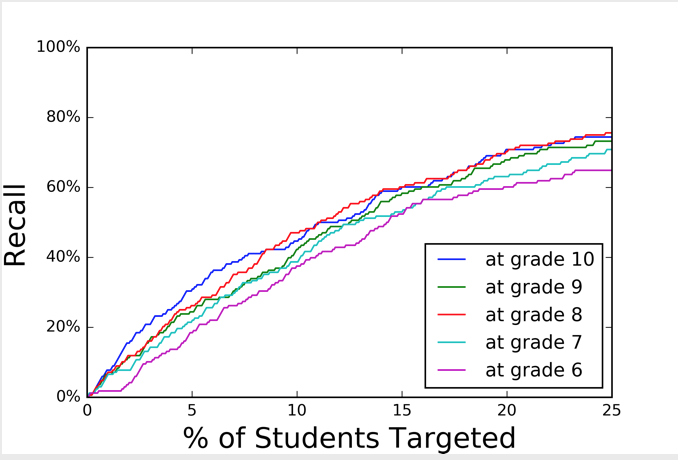 100%
80%
60%
40%
20%
0%
Recall
at grade 10
at grade 9
at grade 8
at grade 7
at grade 6
0 5 10 15 20 25
% of Students Targeted